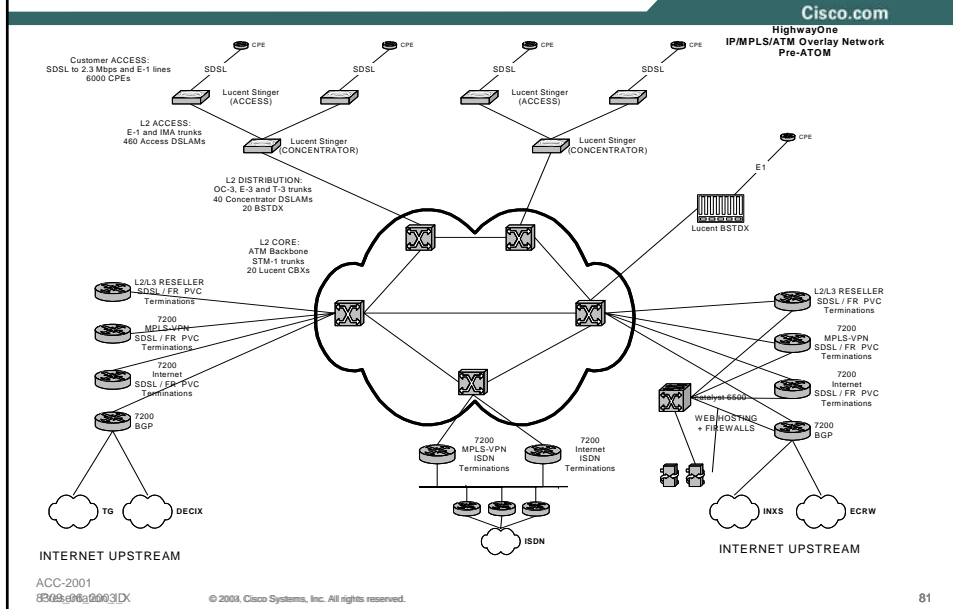 Cisco.com
HighwayOne
IP/MPLS/ATM Overlay Network
Pre-ATOM
CPE
CPE
CPE
CPE
Customer ACCESS:
SDSL to 2.3 Mbps and E-1 lines
6000 CPEs
SDSL
SDSL
SDSL
SDSL
Lucent Stinger
(ACCESS)
Lucent Stinger
(ACCESS)
L2 ACCESS:
E-1 and IMA trunks
460 Access DSLAMs
Lucent Stinger
(CONCENTRATOR)
Lucent Stinger
(CONCENTRATOR)
CPE
E1
L2 DISTRIBUTION:
OC-3, E-3 and T-3 trunks
40 Concentrator DSLAMs
20 BSTDX
Lucent BSTDX
L2 CORE:
ATM Backbone
STM-1 trunks
20 Lucent CBXs
L2/L3 RESELLER
SDSL / FR PVC
Terminations
7200
MPLS-VPN
SDSL / FR PVC
Terminations
7200
Internet
SDSL / FR PVC
Terminations
7200
BGP
L2/L3 RESELLER
SDSL / FR PVC
Terminations
7200
MPLS-VPN
SDSL / FR PVC
Terminations
7200
Internet
SDSL / FR PVC
Terminations
Catalyst 6500
WEB HOSTING
+ FIREWALLS
7200
BGP
7200
MPLS-VPN
ISDN
Terminations
7200
Internet
ISDN
Terminations
TG
DECIX
ISDN
INXS
ECRW
INTERNET UPSTREAM
INTERNET UPSTREAM
ACC-2001
Presentation_ID
© 2003, Cisco Systems, Inc. All rights reserved.
81